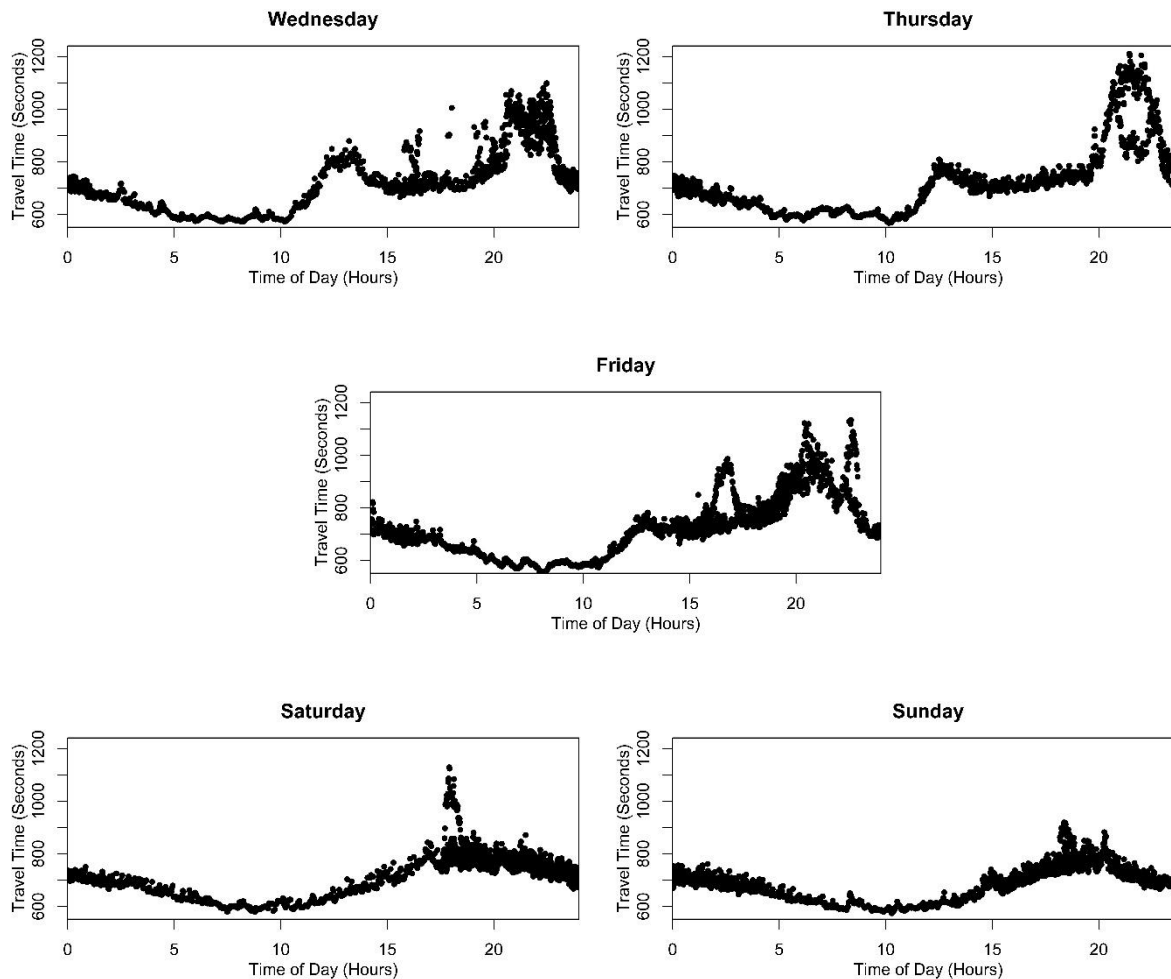 Wednesday
Travel Time (Seconds)
600 800 1000 1200
0 5 10 15 20
Time of Day (Hours)
Thursday
Travel Time (Seconds)
600 800 1000 1200
0 5 10 15 20
Time of Day (Hours)
Friday
Travel Time (Seconds)
600 800 1000 1200
0 5 10 15 20
Time of Day (Hours)
Saturday
Travel Time (Seconds)
600 800 1000 1200
0 5 10 15 20
Time of Day (Hours)
Sunday
Travel Time (Seconds)
600 800 1000 1200
0 5 10 15 20
Time of Day (Hours)